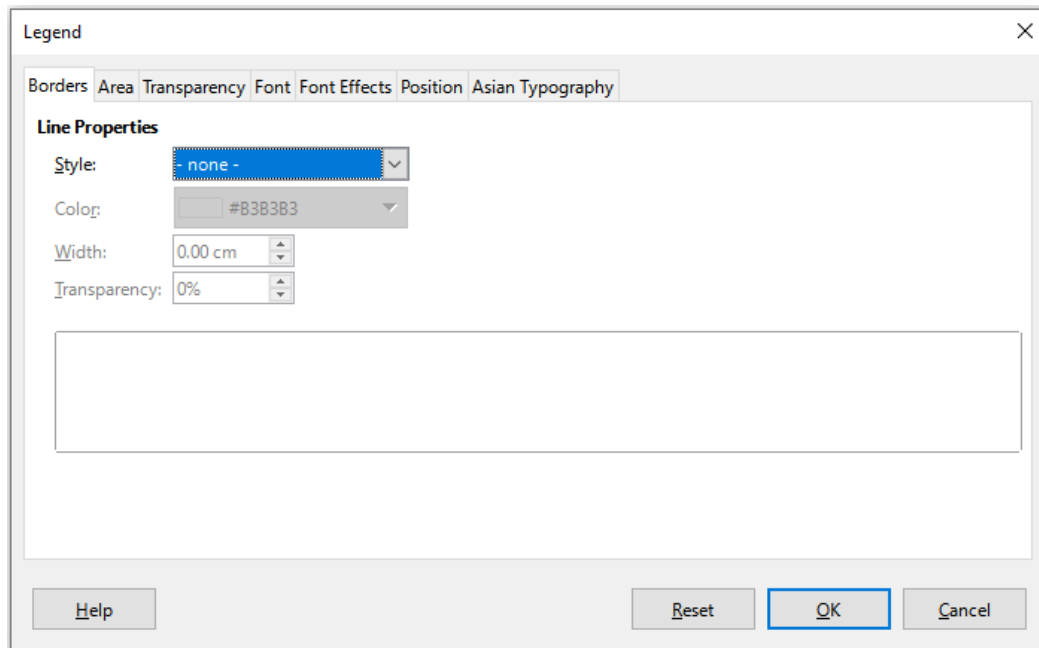 Legend
Borders Area Transparency Font Font Effects Position Asian Typography
Line Properties
Style: - none -
Color: #B3B3B3
Width: 0.00 cm
Transparency: 0%
Help Reset OK Cancel